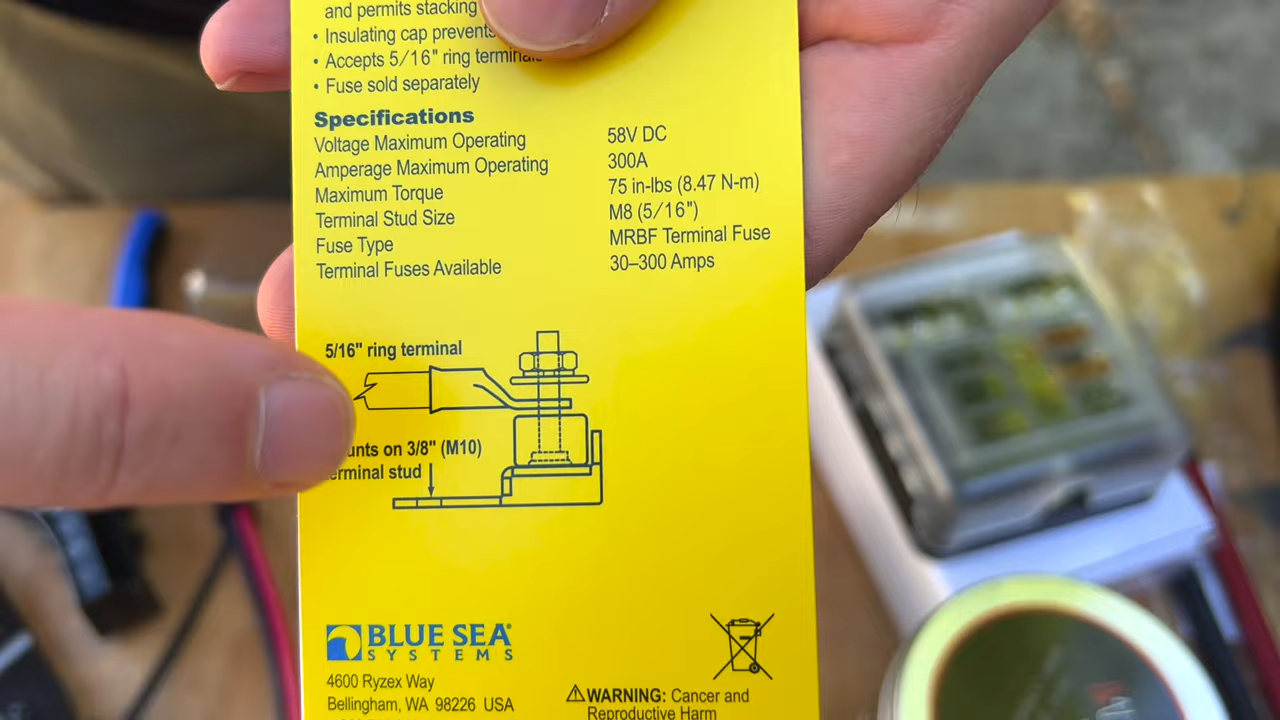 and permits stacking
• Insulating cap prevents
• Accepts 5/16" ring terminals
• Fuse sold separately
Specifications
Voltage Maximum Operating 58V DC
Amperage Maximum Operating 300A
Maximum Torque 75 in-lbs (8.47 N-m)
Terminal Stud Size M8 (5/16")
Fuse Type MRBF Terminal Fuse
Terminal Fuses Available 30–300 Amps
5/16" ring terminal
unts on 3/8" (M10)
erminal stud
BLUE SEA®
SYSTEMS
4600 Ryzex Way
Bellingham, WA 98226 USA
⚠WARNING: Cancer and
Reproductive Harm